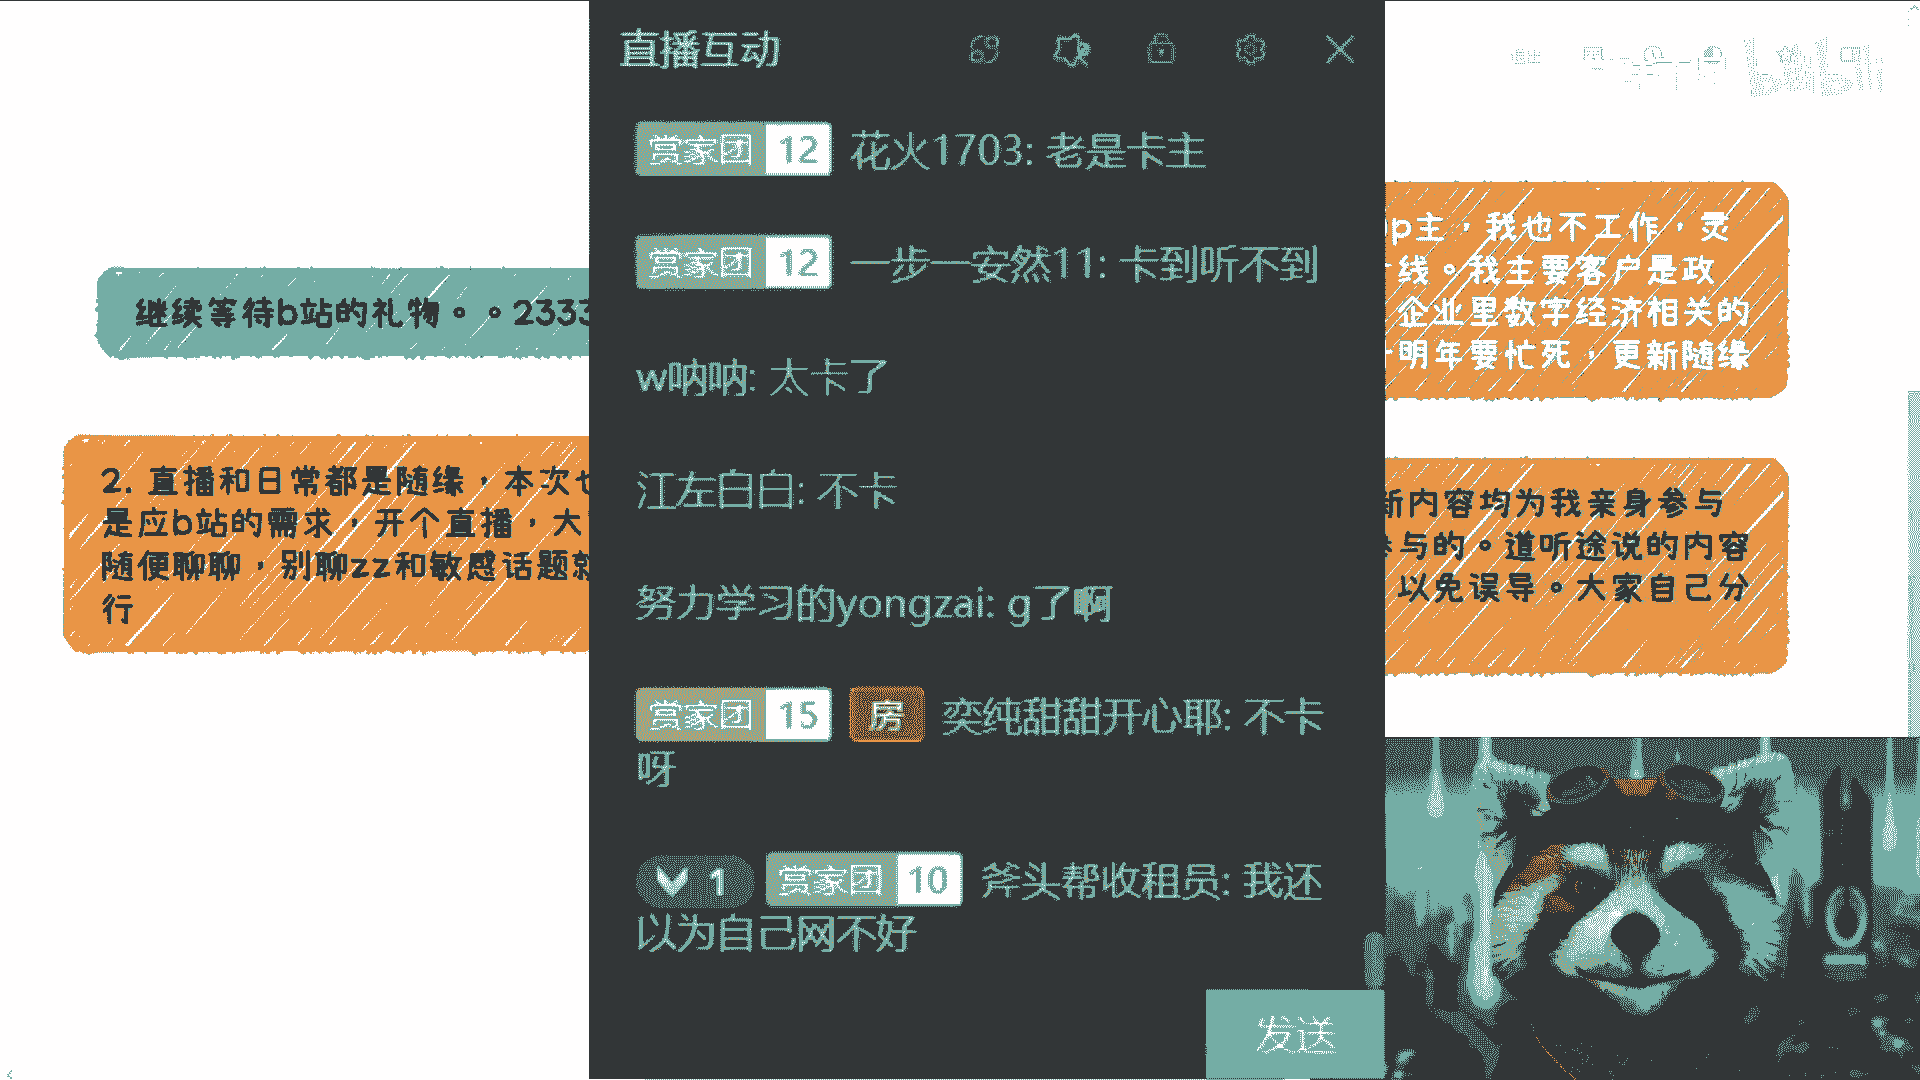 直播互动
赏家团 12 花火1703: 老是卡主
赏家团 12 一步一安然11: 卡到听不到
w呐呐: 太卡了
江左白白: 不卡
努力学习的yongzai: g了啊
赏家团 15 房 奕纯甜甜开心耶: 不卡
呀
1 赏家团 10 斧头帮收租员: 我还
以为自己网不好
发送
继续等待b站的礼物。。2333
2. 直播和日常都是随缘，本次
是应b站的需求，开个直播，大
随便聊聊，别聊zz和敏感话题
行
p主，我也不工作，灵
线。我主要客户是政
企业里数字经济相关的
明年要忙死，更新随缘
新内容均为我亲身参与
参与的。道听途说的内容
以免误导。大家自己分
bilibili